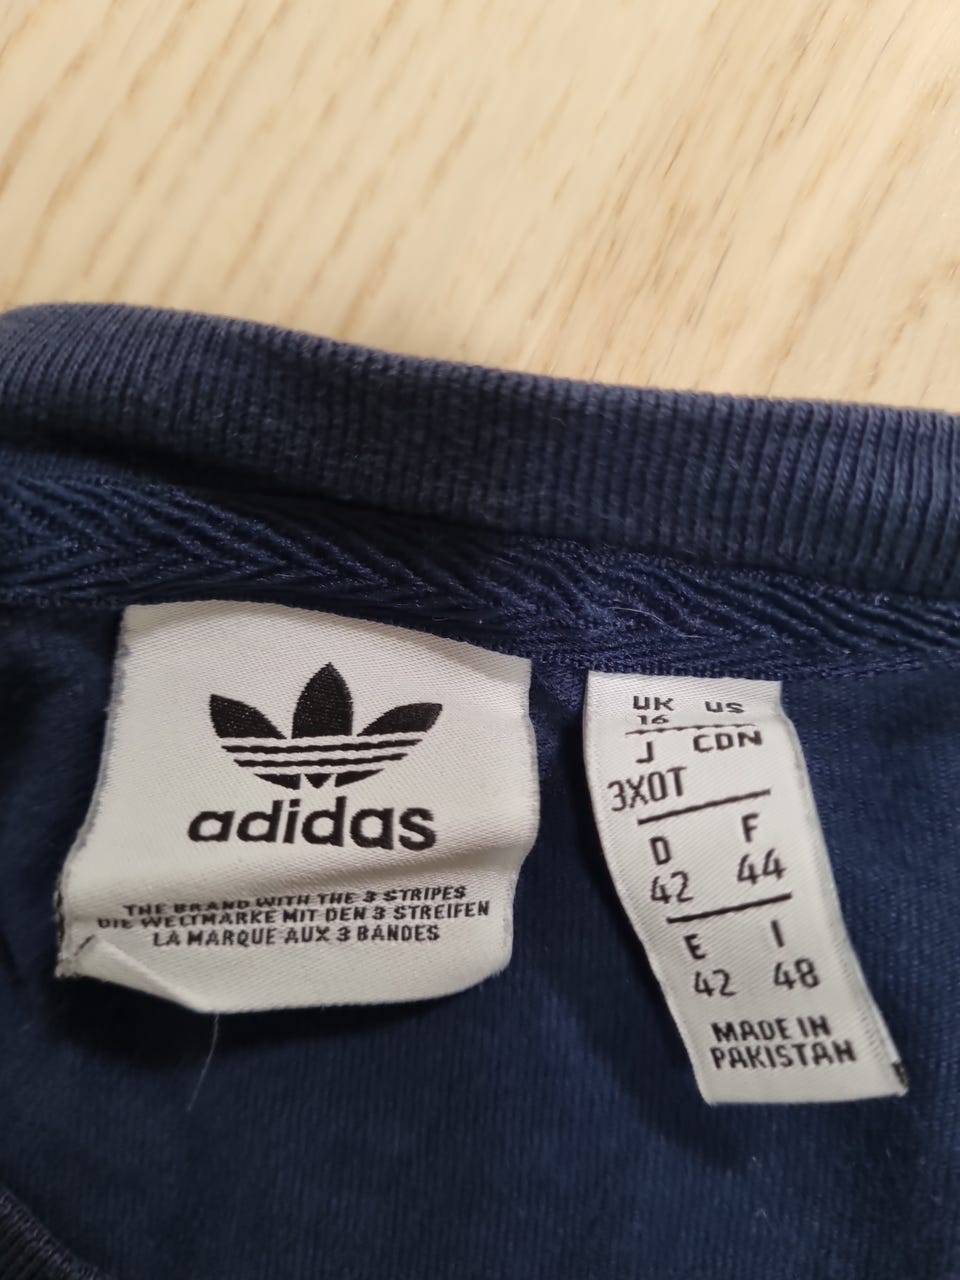 adidas
THE BRAND WITH THE 3 STRIPES
DIE WELTMARKE MIT DEN 3 STREIFEN
LA MARQUE AUX 3 BANDES
UK US
16
J CDN
3XOT
D F
42 44
E I
42 48
MADE IN
PAKISTAN